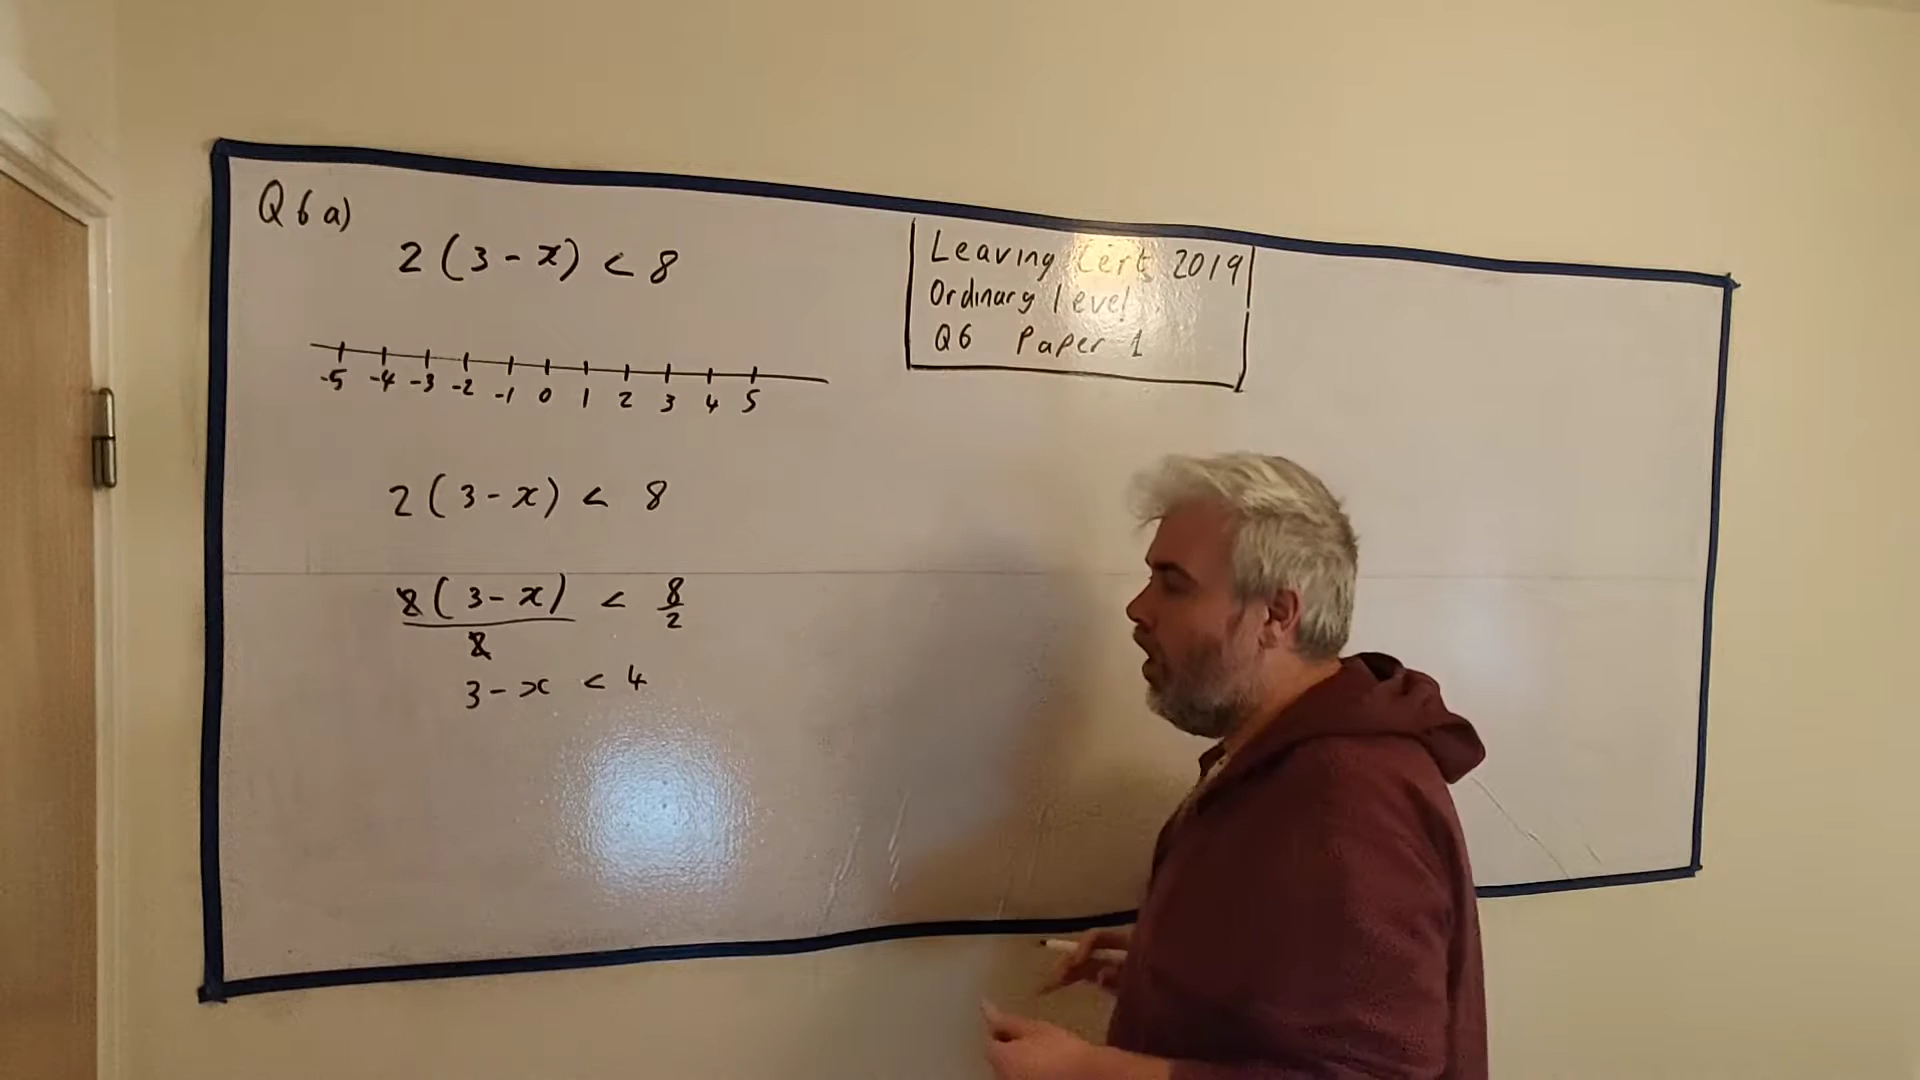 Q6a)
2(3-x) < 8
-5 -4 -3 -2 -1 0 1 2 3 4 5
2(3-x) < 8
2(3-x) < 8
2 2
3-x < 4
Leaving Cert 2019
Ordinary level
Q6 Paper 1